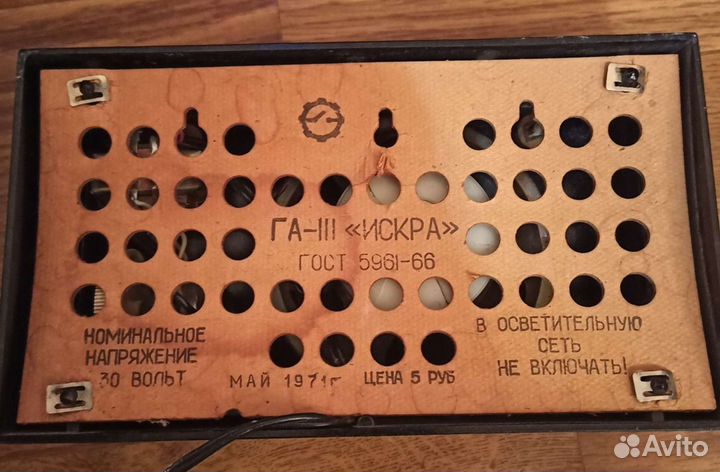 ГА-III «ИСКРА»
ГОСТ 5961-66
НОМИНАЛЬНОЕ
НАПРЯЖЕНИЕ
30 ВОЛЬТ
МАЙ 1971г
ЦЕНА 5 РУБ
В ОСВЕТИТЕЛЬНУЮ
СЕТЬ
НЕ ВКЛЮЧАТЬ!
Avito